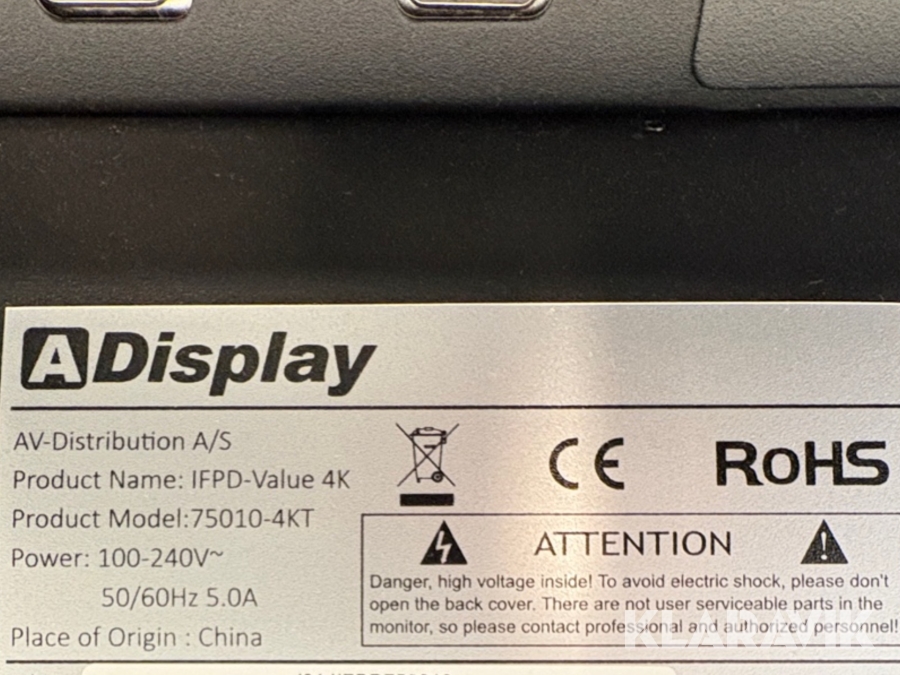 ADisplay
AV-Distribution A/S
Product Name: IFPD-Value 4K
Product Model:75010-4KT
Power: 100-240V~
50/60Hz 5.0A
Place of Origin : China
CE RoHS
ATTENTION
Danger, high voltage inside! To avoid electric shock, please don't
open the back cover. There are not user serviceable parts in the
monitor, so please contact professional and authorized personnel!
KLARAVIK